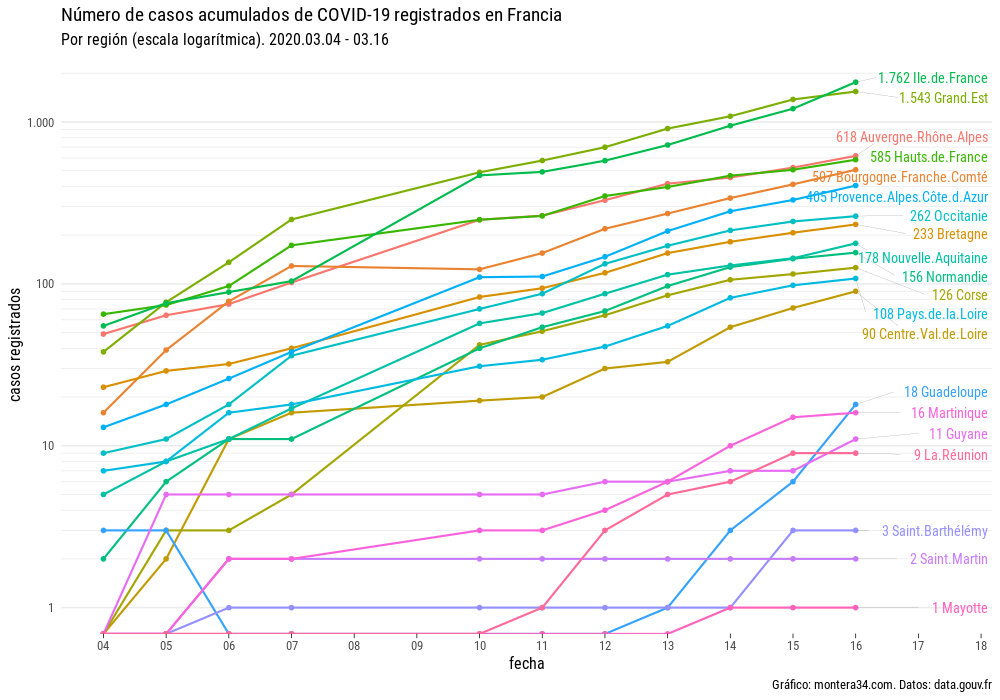 Número de casos acumulados de COVID-19 registrados en Francia
Por región (escala logarítmica). 2020.03.04 - 03.16
casos registrados
1.000
100
10
1
1.762 Ile.de.France
1.543 Grand.Est
618 Auvergne.Rhône.Alpes
585 Hauts.de.France
507 Bourgogne.Franche.Comté
405 Provence.Alpes.Côte.d.Azur
262 Occitanie
233 Bretagne
178 Nouvelle.Aquitaine
156 Normandie
126 Corse
108 Pays.de.la.Loire
90 Centre.Val.de.Loire
18 Guadeloupe
16 Martinique
11 Guyane
9 La.Réunion
3 Saint.Barthélémy
2 Saint.Martin
1 Mayotte
04 05 06 07 08 09 10 11 12 13 14 15 16 17 18
fecha
Gráfico: montera34.com. Datos: data.gouv.fr